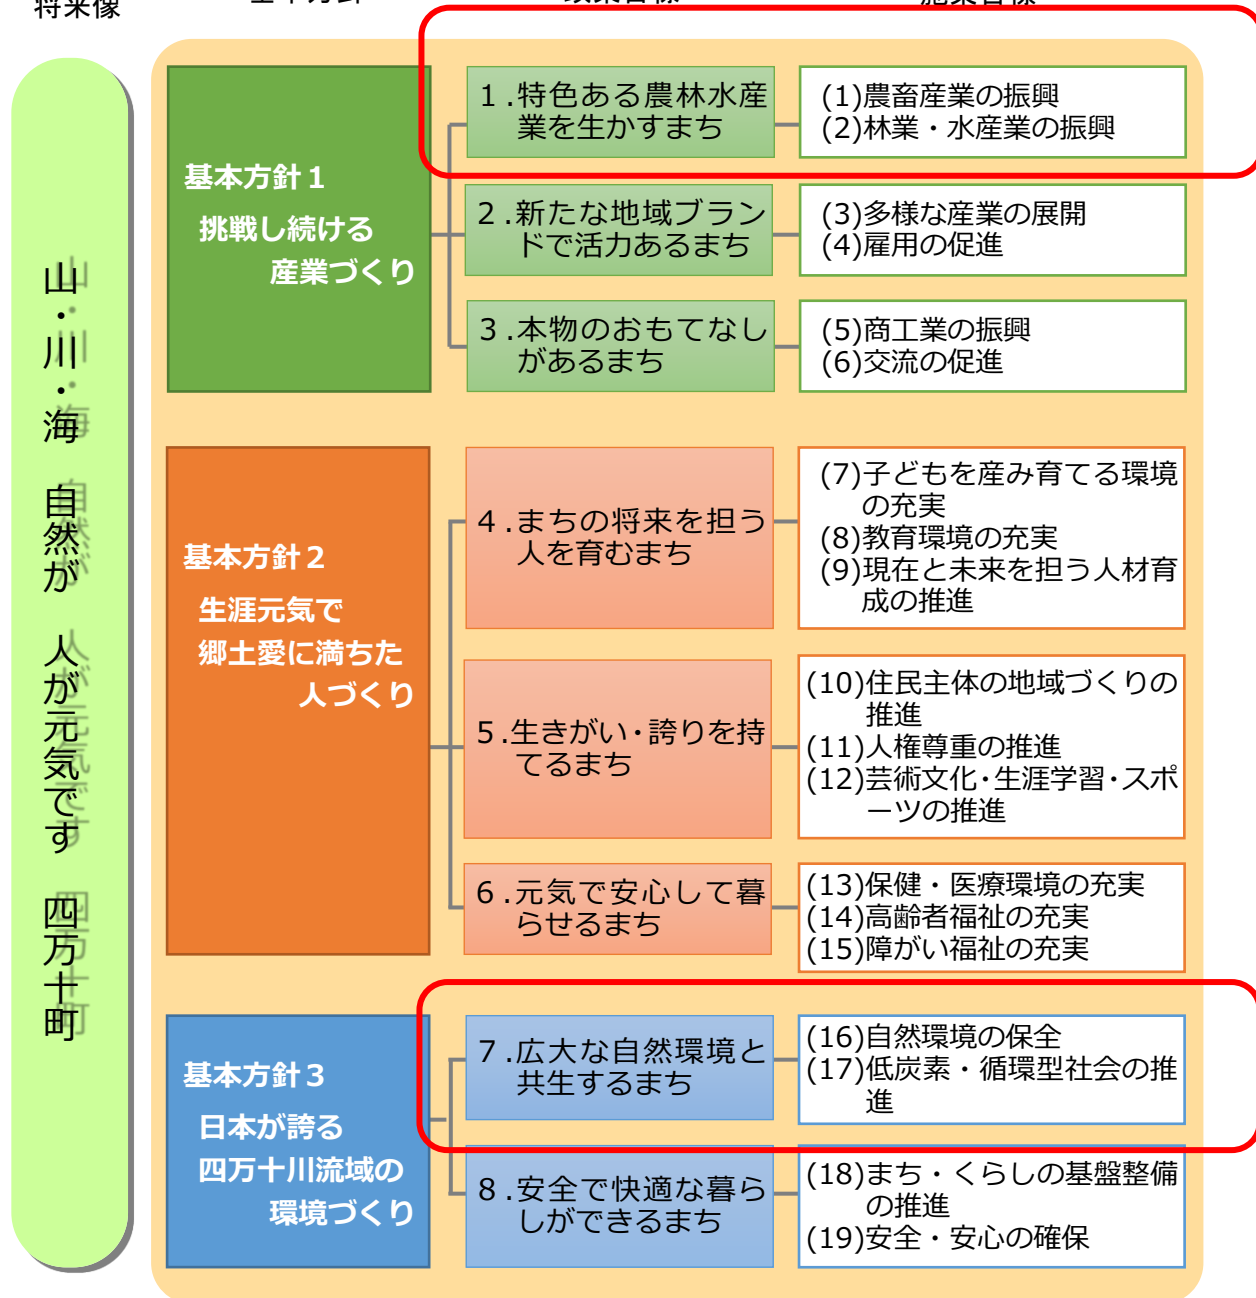 将来像
基本方針
政策目標
施策目標
山・川・海 自然が 人が元気です 四万十町
基本方針１
挑戦し続ける
産業づくり
１.特色ある農林水産
業を生かすまち
(1)農畜産業の振興
(2)林業・水産業の振興
２.新たな地域ブラン
ドで活力あるまち
(3)多様な産業の展開
(4)雇用の促進
３.本物のおもてなし
があるまち
(5)商工業の振興
(6)交流の促進
基本方針２
生涯元気で
郷土愛に満ちた
人づくり
４.まちの将来を担う
人を育むまち
(7)子どもを産み育てる環境
の充実
(8)教育環境の充実
(9)現在と未来を担う人材育
成の推進
５.生きがい・誇りを持
てるまち
(10)住民主体の地域づくりの
推進
(11)人権尊重の推進
(12)芸術文化・生涯学習・スポ
ーツの推進
６.元気で安心して暮
らせるまち
(13)保健・医療環境の充実
(14)高齢者福祉の充実
(15)障がい福祉の充実
基本方針３
日本が誇る
四万十川流域の
環境づくり
７.広大な自然環境と
共生するまち
(16)自然環境の保全
(17)低炭素・循環型社会の推
進
８.安全で快適な暮ら
しができるまち
(18)まち・くらしの基盤整備
の推進
(19)安全・安心の確保